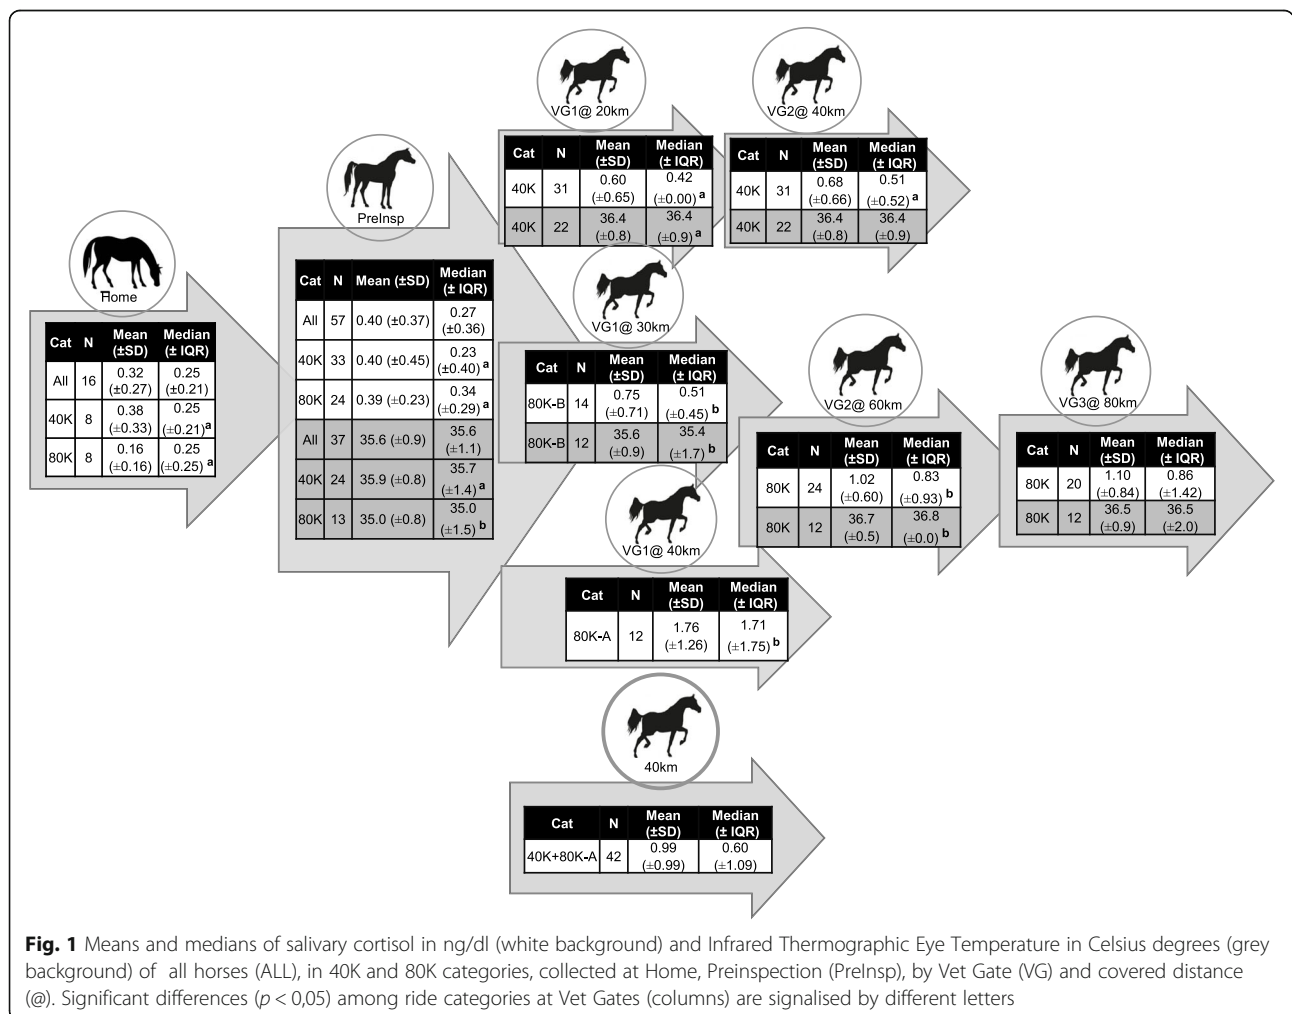 Home
Cat N Mean (±SD) Median (± IQR)
All 16 0.32 (±0.27) 0.25 (±0.21)
40K 8 0.38 (±0.33) 0.25 (±0.21) a
80K 8 0.16 (±0.16) 0.25 (±0.25) a
PreInsp
Cat N Mean (±SD) Median (± IQR)
All 57 0.40 (±0.37) 0.27 (±0.36)
40K 33 0.40 (±0.45) 0.23 (±0.40) a
80K 24 0.39 (±0.23) 0.34 (±0.29) a
All 37 35.6 (±0.9) 35.6 (±1.1)
40K 24 35.9 (±0.8) 35.7 (±1.4) a
80K 13 35.0 (±0.8) 35.0 (±1.5) b
VG1@ 20km
Cat N Mean (±SD) Median (± IQR)
40K 31 0.60 (±0.65) 0.42 (±0.00) a
40K 22 36.4 (±0.8) 36.4 (±0.9) a
VG2@ 40km
Cat N Mean (±SD) Median (± IQR)
40K 31 0.68 (±0.66) 0.51 (±0.52) a
40K 22 36.4 (±0.8) 36.4 (±0.9)
VG1@ 30km
Cat N Mean (±SD) Median (± IQR)
80K-B 14 0.75 (±0.71) 0.51 (±0.45) b
80K-B 12 35.6 (±0.9) 35.4 (±1.7) b
VG2@ 60km
Cat N Mean (±SD) Median (± IQR)
80K 24 1.02 (±0.60) 0.83 (±0.93) b
80K 12 36.7 (±0.5) 36.8 (±0.0) b
VG3@ 80km
Cat N Mean (±SD) Median (± IQR)
80K 20 1.10 (±0.84) 0.86 (±1.42)
80K 12 36.5 (±0.9) 36.5 (±2.0)
VG1@ 40km
Cat N Mean (±SD) Median (± IQR)
80K-A 12 1.76 (±1.26) 1.71 (±1.75) b
40km
Cat N Mean (±SD) Median (± IQR)
40K+80K-A 42 0.99 (±0.99) 0.60 (±1.09)
Fig. 1 Means and medians of salivary cortisol in ng/dl (white background) and Infrared Thermographic Eye Temperature in Celsius degrees (grey
background) of all horses (ALL), in 40K and 80K categories, collected at Home, Preinspection (PreInsp), by Vet Gate (VG) and covered distance
(@). Significant differences (p < 0,05) among ride categories at Vet Gates (columns) are signalised by different letters